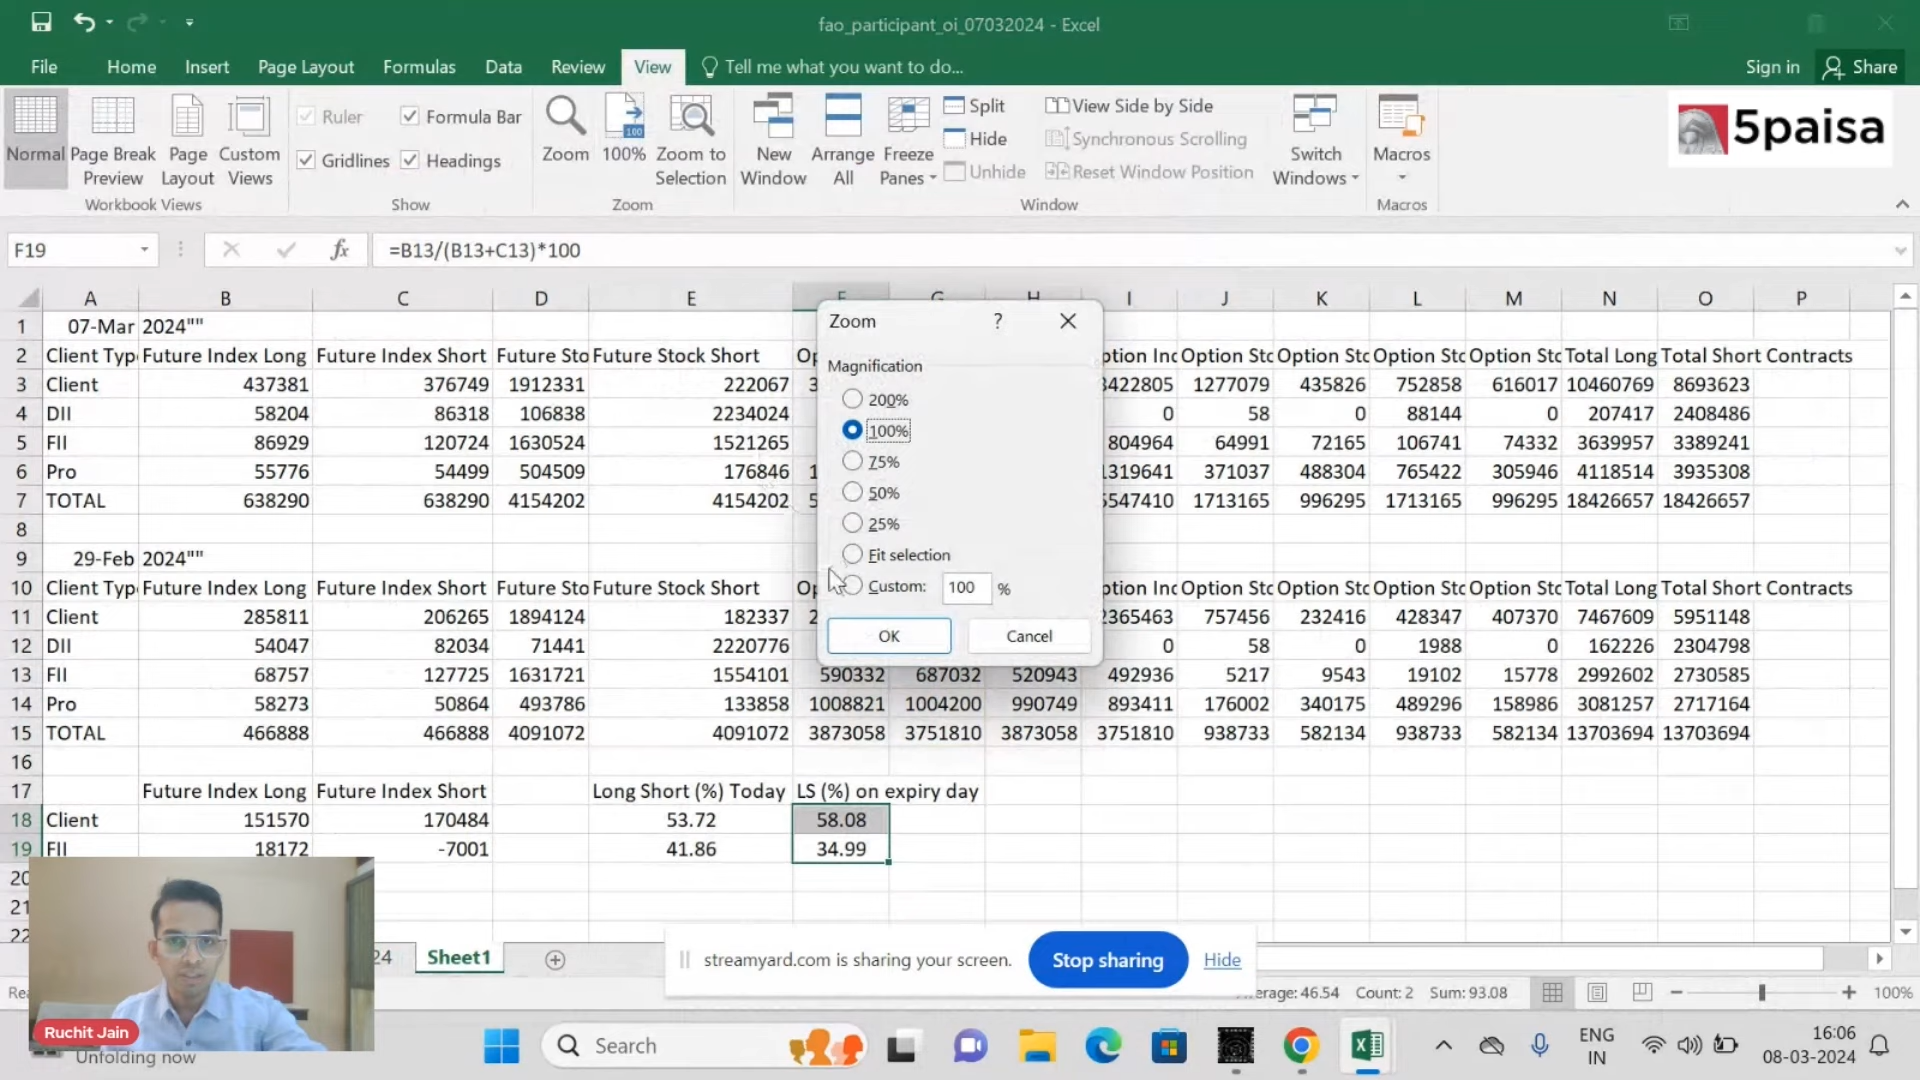 fao_participant_oi_07032024 - Excel
File Home Insert Page Layout Formulas Data Review View Tell me what you want to do... Sign in Share
Normal Page Break Preview Page Layout Custom Views
Workbook Views
Ruler Formula Bar
Gridlines Headings
Show
Zoom 100% Zoom to Selection
Zoom
New Window Arrange All Freeze Panes
Split
Hide
Unhide
View Side by Side
Synchronous Scrolling
Reset Window Position
Window
Switch Windows
Macros
Macros
5paisa
F19 fx =B13/(B13+C13)*100
A B C D E F G H I J K L M N O P
1 07-Mar 2024""
2 Client Typ Future Index Long Future Index Short Future Sto Future Stock Short Op ption Inc Option Stc Option Stc Option Stc Option Stc Total Long Total Short Contracts
3 Client 437381 376749 1912331 222067 3 3422805 1277079 435826 752858 616017 10460769 8693623
4 DII 58204 86318 106838 2234024 0 58 0 88144 0 207417 2408486
5 FII 86929 120724 1630524 1521265 804964 64991 72165 106741 74332 3639957 3389241
6 Pro 55776 54499 504509 176846 1 1319641 371037 488304 765422 305946 4118514 3935308
7 TOTAL 638290 638290 4154202 4154202 5 5547410 1713165 996295 1713165 996295 18426657 18426657
8
9 29-Feb 2024""
10 Client Typ Future Index Long Future Index Short Future Sto Future Stock Short Op ption Inc Option Stc Option Stc Option Stc Option Stc Total Long Total Short Contracts
11 Client 285811 206265 1894124 182337 2 2365463 757456 232416 428347 407370 7467609 5951148
12 DII 54047 82034 71441 2220776 0 58 0 1988 0 162226 2304798
13 FII 68757 127725 1631721 1554101 590332 687032 520943 492936 5217 9543 19102 15778 2992602 2730585
14 Pro 58273 50864 493786 133858 1008821 1004200 990749 893411 176002 340175 489296 158986 3081257 2717164
15 TOTAL 466888 466888 4091072 4091072 3873058 3751810 3873058 3751810 938733 582134 938733 582134 13703694 13703694
16
17 Future Index Long Future Index Short Long Short (%) Today LS (%) on expiry day
18 Client 151570 170484 53.72 58.08
19 FII 18172 -7001 41.86 34.99
20
21
22
Zoom ?
Magnification
200%
100%
75%
50%
25%
Fit selection
Custom: 100 %
OK Cancel
24 Sheet1
streamyard.com is sharing your screen. Stop sharing Hide
Rea erage: 46.54 Count: 2 Sum: 93.08 100%
Ruchit Jain
Unfolding now
Search
ENG
IN
16:06
08-03-2024